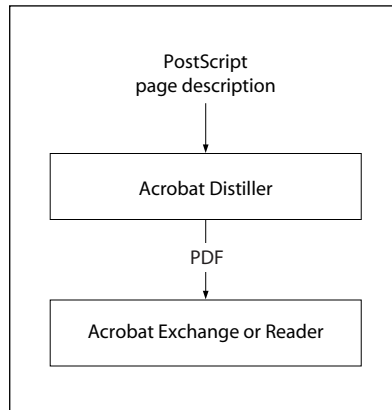 PostScript
page description
Acrobat Distiller
PDF
Acrobat Exchange or Reader